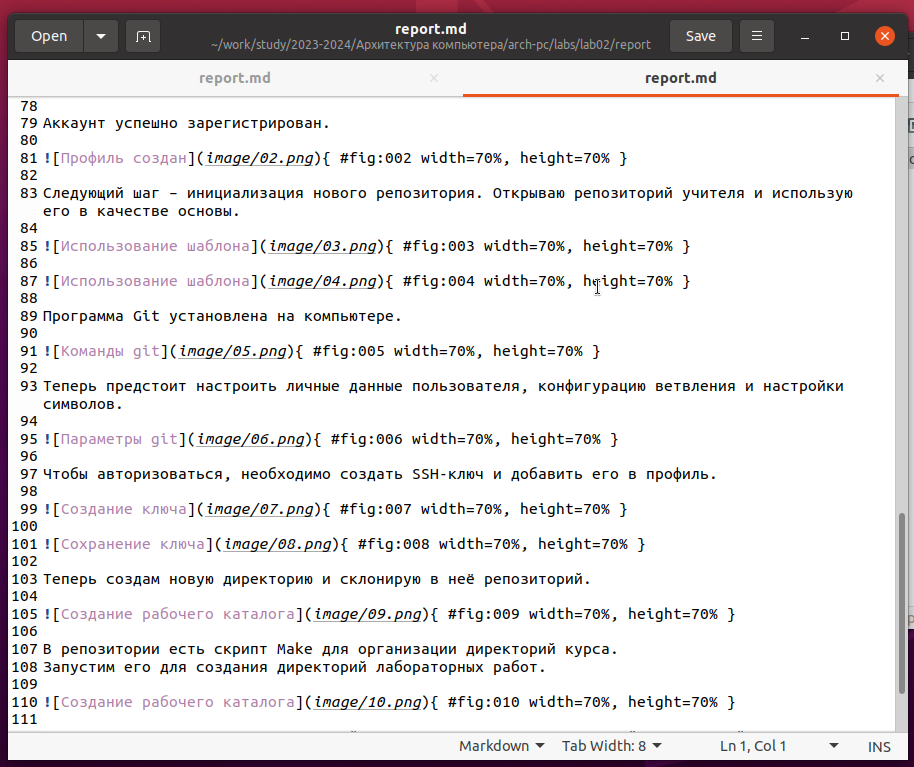 Open
report.md
~/work/study/2023-2024/Архитектура компьютера/arch-pc/labs/lab02/report
Save
report.md
report.md
78
79 Аккаунт успешно зарегистрирован.
80
81 ![Профиль создан](image/02.png){ #fig:002 width=70%, height=70% }
82
83 Следующий шаг – инициализация нового репозитория. Открываю репозиторий учителя и использую
его в качестве основы.
84
85 ![Использование шаблона](image/03.png){ #fig:003 width=70%, height=70% }
86
87 ![Использование шаблона](image/04.png){ #fig:004 width=70%, height=70% }
88
89 Программа Git установлена на компьютере.
90
91 ![Команды git](image/05.png){ #fig:005 width=70%, height=70% }
92
93 Теперь предстоит настроить личные данные пользователя, конфигурацию ветвления и настройки
символов.
94
95 ![Параметры git](image/06.png){ #fig:006 width=70%, height=70% }
96
97 Чтобы авторизоваться, необходимо создать SSH-ключ и добавить его в профиль.
98
99 ![Создание ключа](image/07.png){ #fig:007 width=70%, height=70% }
100
101 ![Сохранение ключа](image/08.png){ #fig:008 width=70%, height=70% }
102
103 Теперь создам новую директорию и склонирую в неё репозиторий.
104
105 ![Создание рабочего каталога](image/09.png){ #fig:009 width=70%, height=70% }
106
107 В репозитории есть скрипт Make для организации директорий курса.
108 Запустим его для создания директорий лабораторных работ.
109
110 ![Создание рабочего каталога](image/10.png){ #fig:010 width=70%, height=70% }
111
Markdown
Tab Width: 8
Ln 1, Col 1
INS